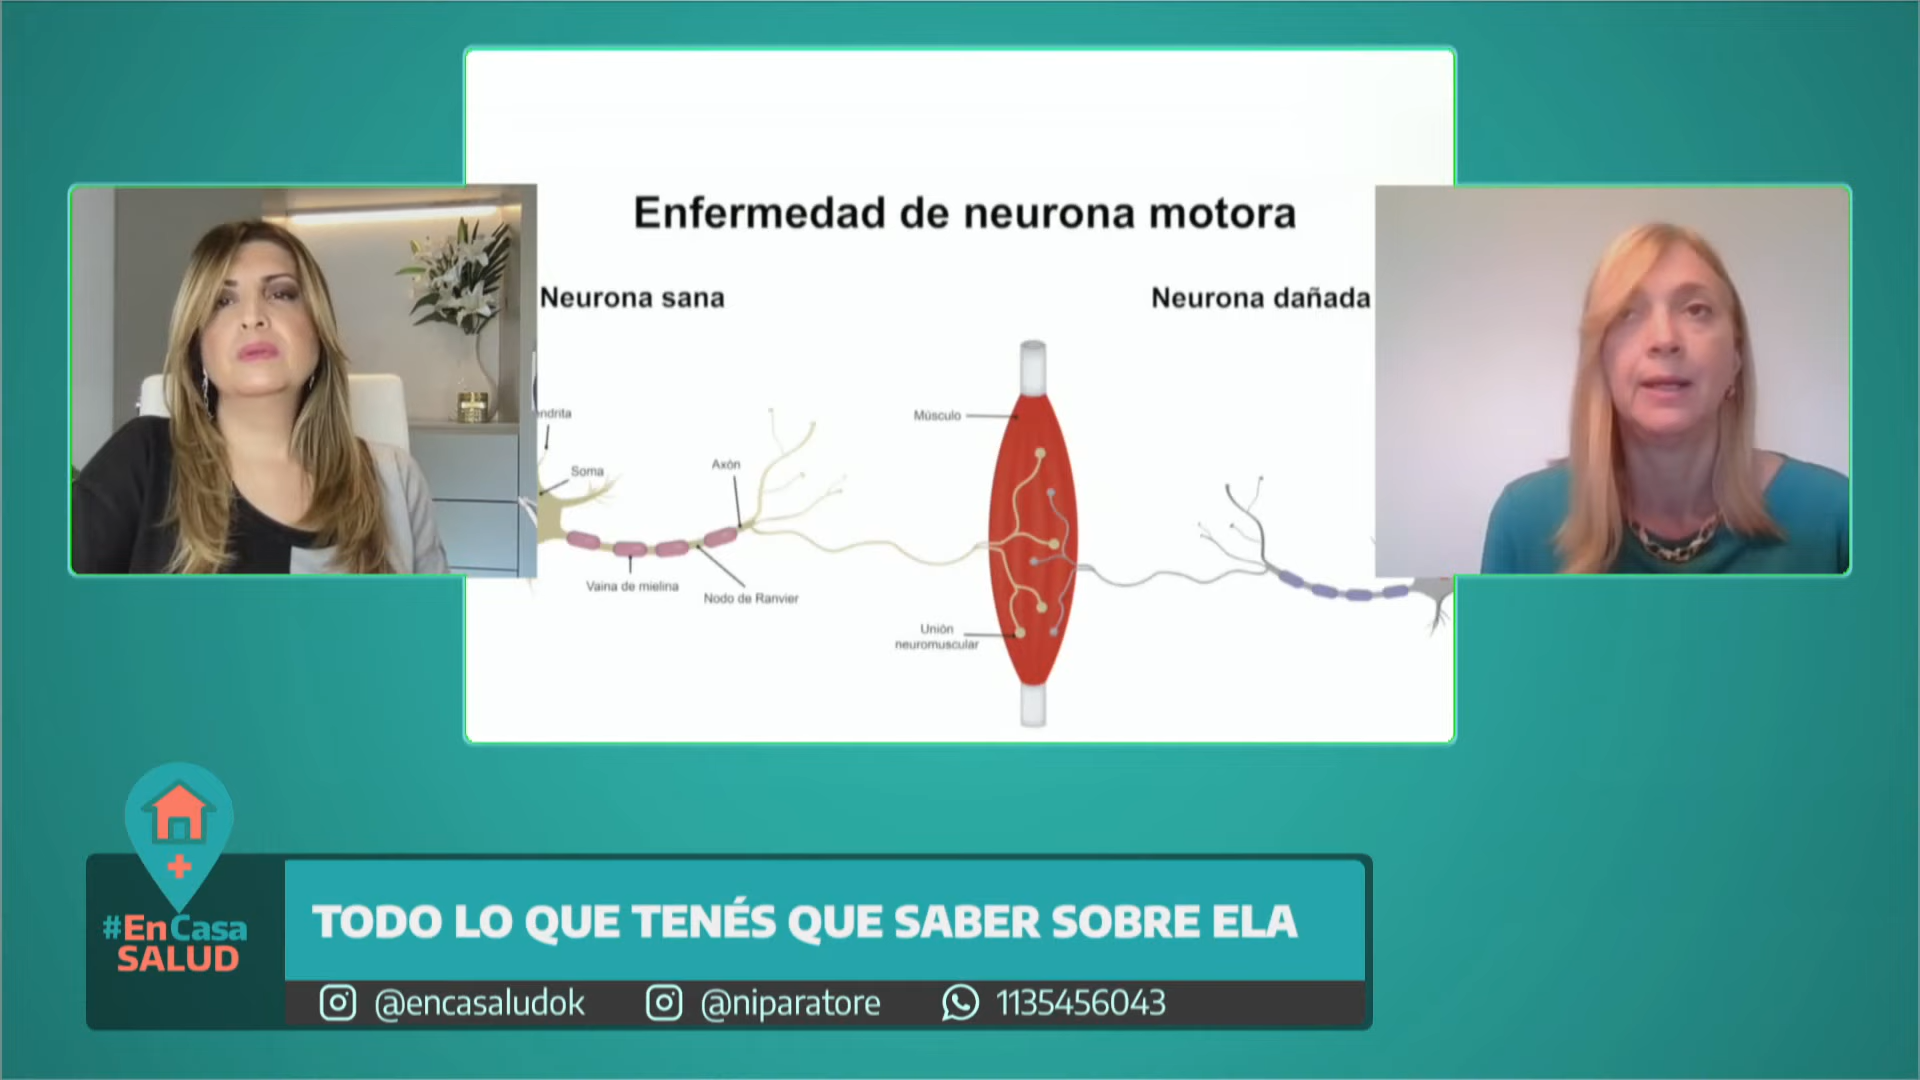 Enfermedad de neurona motora
Neurona sana
Neurona dañada
endrita
Soma
Axón
Vaina de mielina
Nodo de Ranvier
Músculo
Unión
neuromuscular
#EnCasa
SALUD
TODO LO QUE TENÉS QUE SABER SOBRE ELA
@encasaludok @niparatore 1135456043